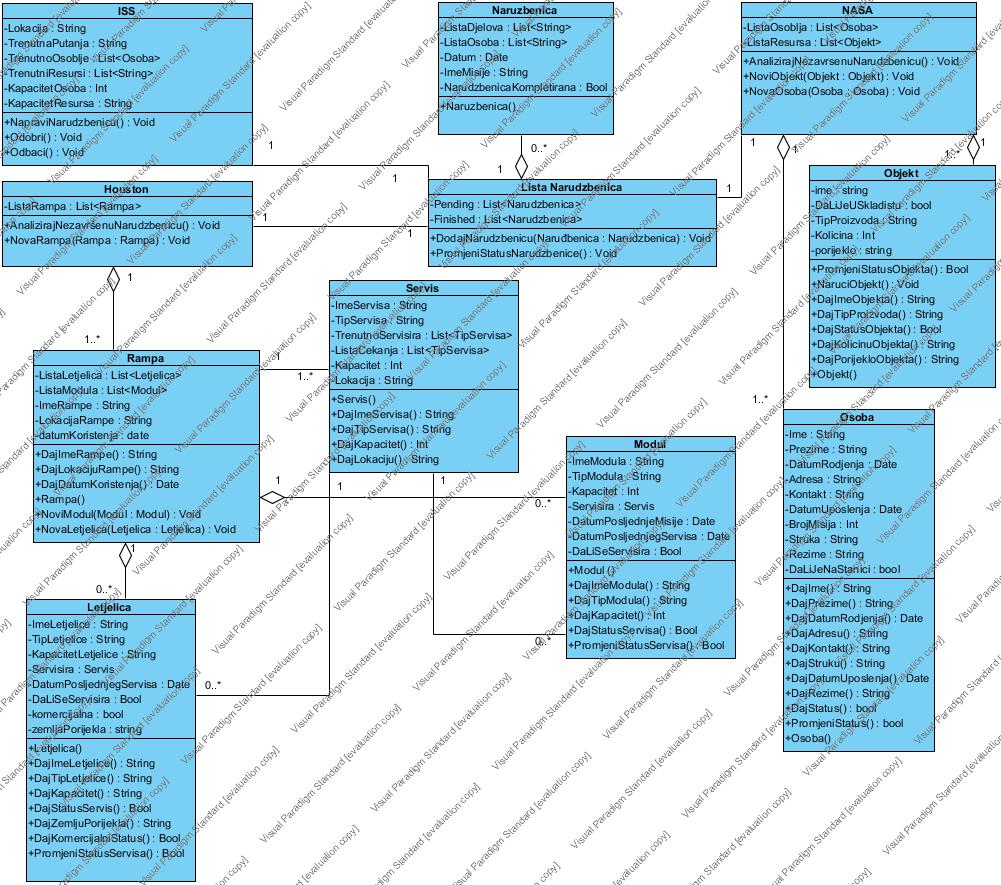 ISS
-Lokacija : String
-TrenutnaPutanja : String
-TrenutnoOsoblje : List<Osoba>
-TrenutniResursi : List<String>
-KapacitetOsoba : Int
-KapacitetResursa : String
+NapraviNarudzbenicu() : Void
+Odobri() : Void
+Odbaci() : Void
1
1
Naruzbenica
-ListaDjelova : List<String>
-ListaOsoba : List<String>
-Datum : Date
-ImeMisije : String
-NarudzbenicaKompletirana : Bool
+Naruzbenica()
0..*
1
NASA
-ListaOsoblja : List<Osoba>
-ListaResursa : List<Objekt>
+AnalizirajNezavrsenuNarudzbenicu() : Void
+NoviObjekt(Objekt : Objekt) : Void
+NovaOsoba(Osoba : Osoba) : Void
1
1
1
1
1..*
1..*
Houston
-ListaRampa : List<Rampa>
+AnalizirajNezavršenuNarudzbenicu() : Void
+NovaRampa(Rampa : Rampa) : Void
1
1
1
1..*
Lista Narudzbenica
-Pending : List<Narudzbenica>
-Finished : List<Narudzbenica>
+DodajNarudzbenicu(Narudbenica : Narudzbenica) : Void
+PromjeniStatusNarudzbenice() : Void
Objekt
-ime : string
-DaLiJeUSkladistu : bool
-TipProizvoda : String
-Kolicina : Int
-porijeklo : string
+PromjeniStatusObjekta() : Bool
+NaruciObjekt() : Void
+DajImeObjekta() : String
+DajTipProizvoda() : String
+DajStatusObjekta() : Bool
+DajKolicinuObjekta() : String
+DajPorijekloObjekta() : String
+Objekt()
Servis
-ImeServisa : String
-TipServisa : String
-TrenutnoServisira : List<TipServisa>
-ListaCekanja : List<TipServisa>
-Kapacitet : Int
-Lokacija : String
+Servis()
+DajImeServisa() : String
+DajTipServisa() : String
+DajKapacitet() : Int
+DajLokaciju() : String
1
1..*
1
1
Rampa
-ListaLetjelica : List<Letjelica>
-ListaModula : List<Modul>
-ImeRampe : String
-LokacijaRampe : String
-datumKoristenja : date
+DajImeRampe() : String
+DajLokacijuRampe() : String
+DajDatumKoristenja() : Date
+Rampa()
+NoviModul(Modul : Modul) : Void
+NovaLetjelica(Letjelica : Letjelica) : Void
1
1
0..*
0..*
0..*
0..*
Modul
-ImeModula : String
-TipModula : String
-Kapacitet : Int
-Servisira : Servis
-DatumPosljednjeMisije : Date
-DatumPosljednjegServisa : Date
-DaLiSeServisira : Bool
+Modul ()
+DajImeModula() : String
+DajTipModula() : String
+DajKapacitet() : Int
+DajStatusServisa() : Bool
+PromjeniStatusServisa() : Bool
Osoba
-Ime : String
-Prezime : String
-DatumRodjenja : Date
-Adresa : String
-Kontakt : String
-DatumUposlenja : Date
-BrojMisija : Int
-Struka : String
-Rezime : String
-DaLiJeNaStanici : bool
+DajIme() : String
+DajPrezime() : String
+DajDatumRodjenja() : Date
+DajAdresu() : String
+DajKontakt() : String
+DajStruku() : String
+DajDatumUposlenja() : Date
+DajRezime() : String
+DajStatus() : bool
+PromjeniStatus() : bool
+Osoba()
Letjelica
-ImeLetjelice : String
-TipLetjelice : String
-KapacitetLetjelice : String
-Servisira : Servis
-DatumPosljednjegServisa : Date
-DaLiSeServisira : Bool
-komercijalna : bool
-zemljaPorijekla : string
+Letjelica()
+DajImeLetjelice() : String
+DajTipLetjelice() : String
+DajKapacitet() : String
+DajStatusServis() : Bool
+DajZemljuPorijekla() : String
+DajKomercijalniStatus() : Bool
+PromjeniStatusServisa() : Bool
Visual Paradigm Standard [evaluation copy]